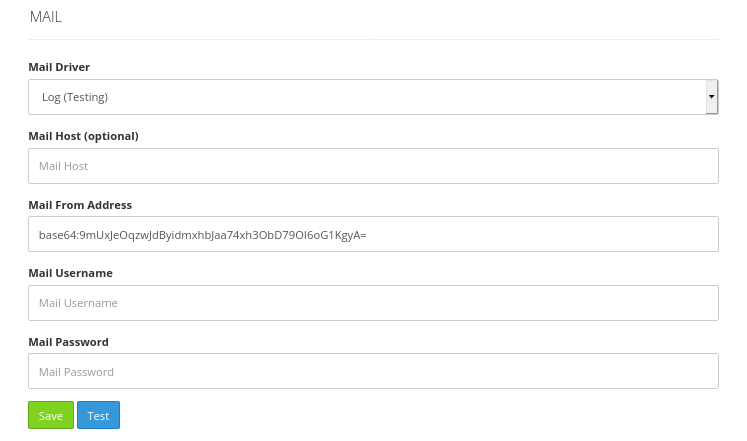 MAIL
Mail Driver
Log (Testing)
Mail Host (optional)
Mail Host
Mail From Address
base64:9mUxJeOqzwJdByidmxhbJaa74xh3ObD79OI6oG1KgyA=
Mail Username
Mail Username
Mail Password
Mail Password
Save Test